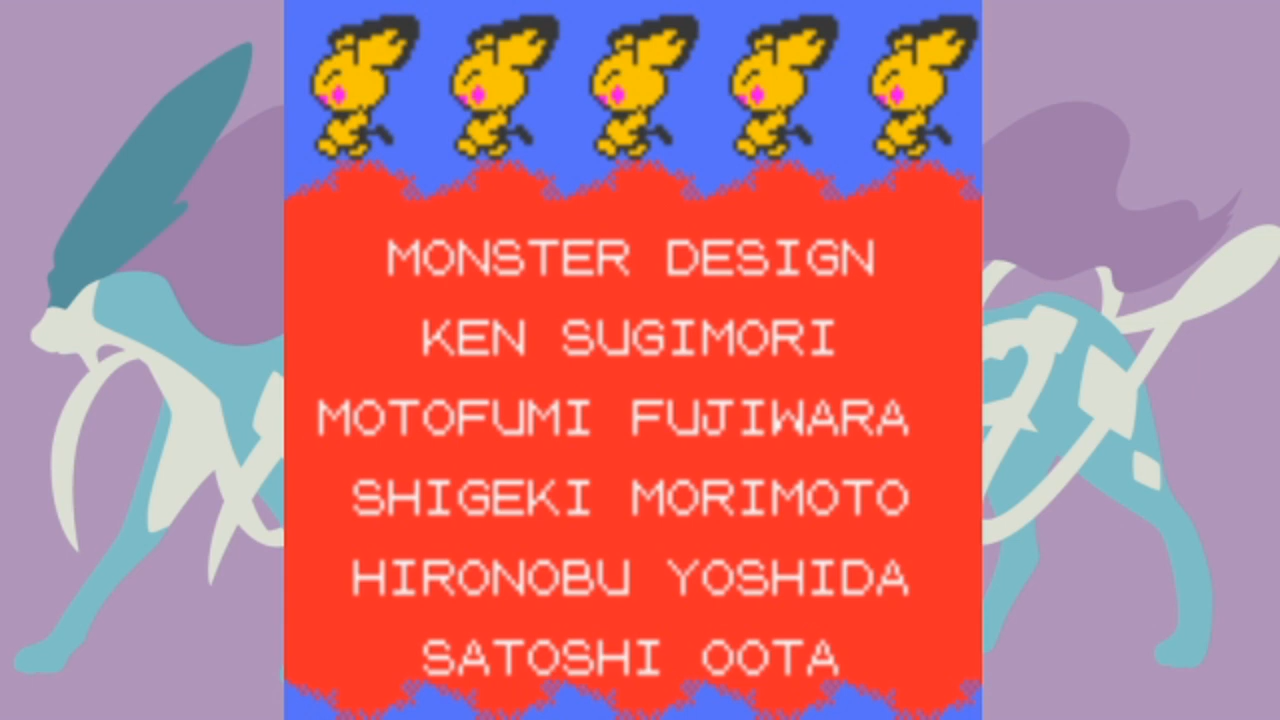 MONSTER DESIGN
KEN SUGIMORI
MOTOFUMI FUJIWARA
SHIGEKI MORIMOTO
HIRONOBU YOSHIDA
SATOSHI OOTA